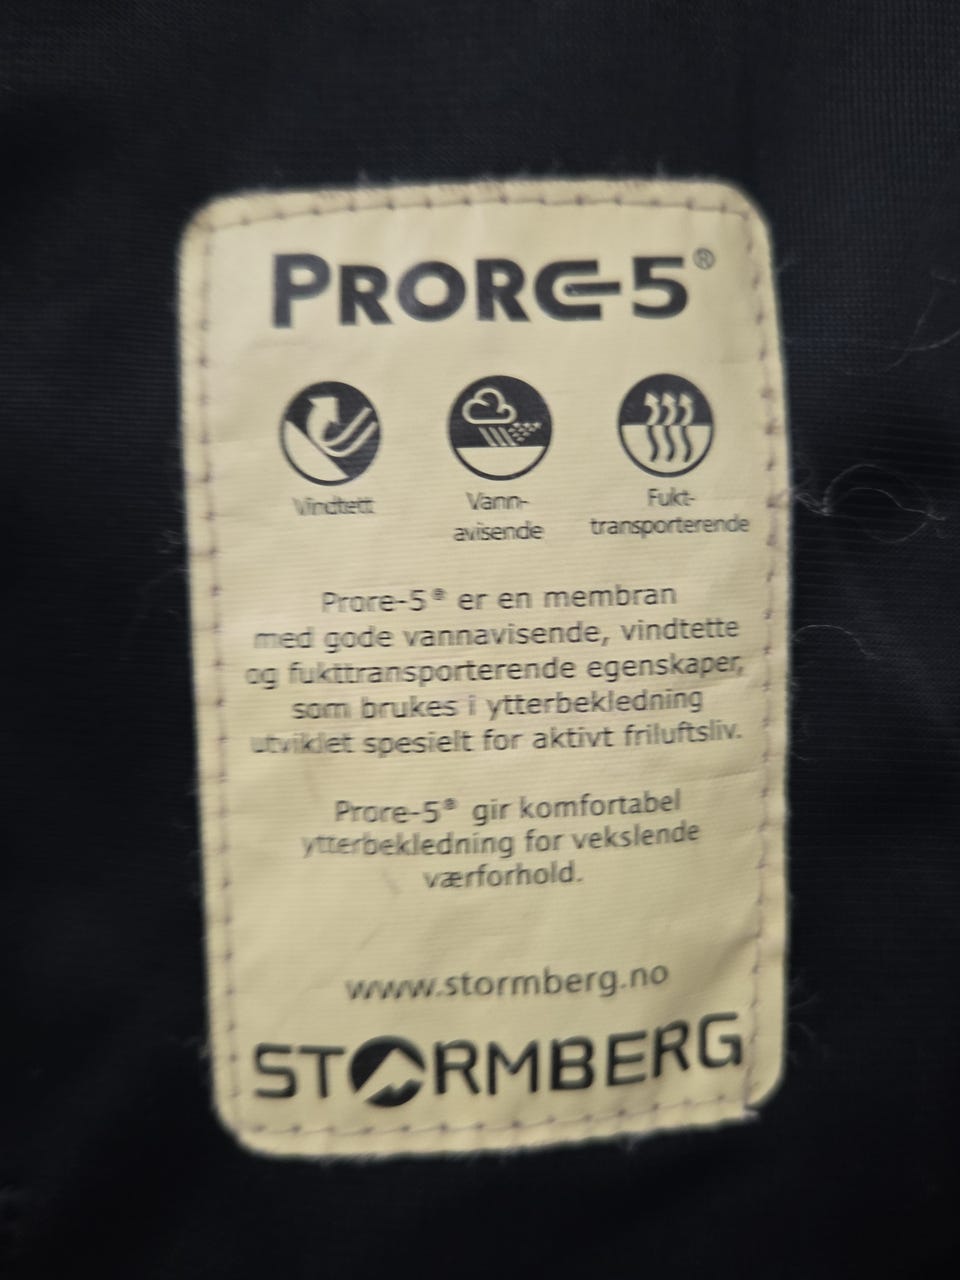 PRORE-5®
Vindtett
Vann-
avisende
Fukt-
transporterende
Prore-5® er en membran
med gode vannavisende, vindtette
og fukttransporterende egenskaper,
som brukes i ytterbekledning
utviklet spesielt for aktivt friluftsliv.
Prore-5® gir komfortabel
ytterbekledning for vekslende
værforhold.
www.stormberg.no
STORMBERG